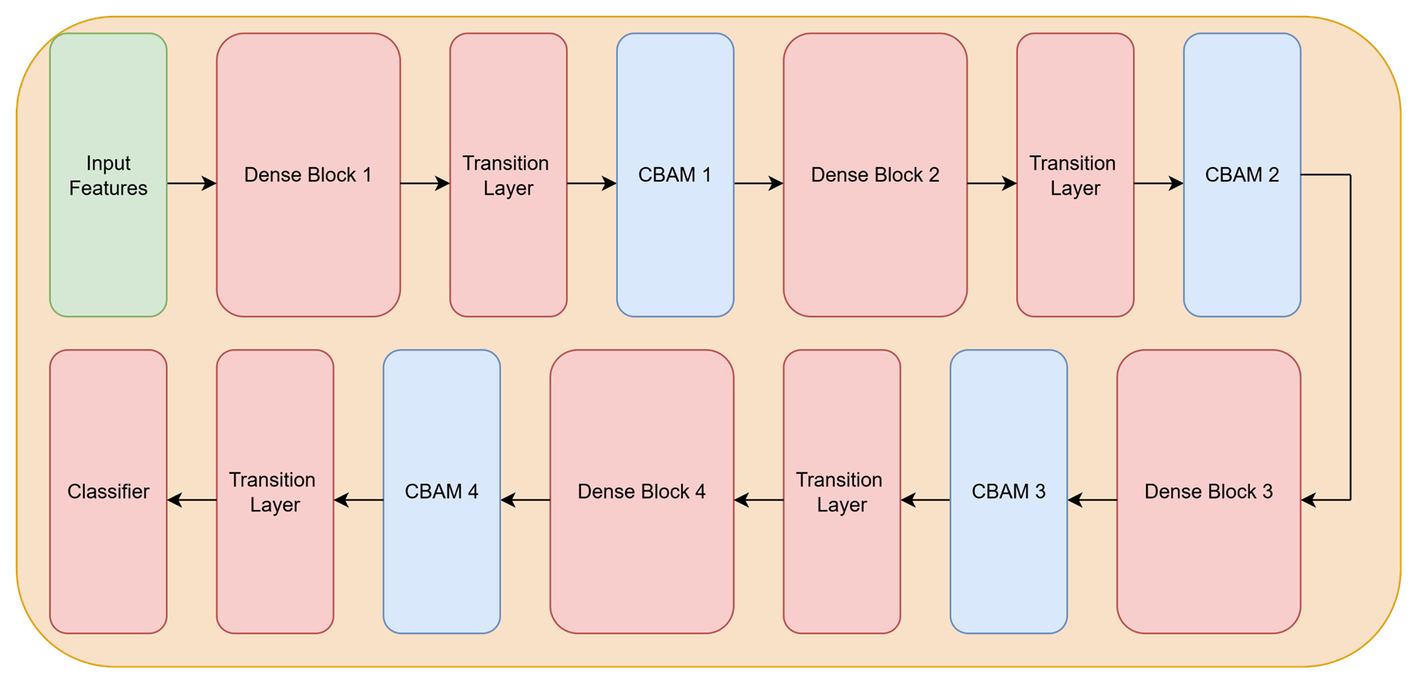 Input
Features
Dense Block 1
Transition
Layer
CBAM 1
Dense Block 2
Transition
Layer
CBAM 2
Classifier
Transition
Layer
CBAM 4
Dense Block 4
Transition
Layer
CBAM 3
Dense Block 3